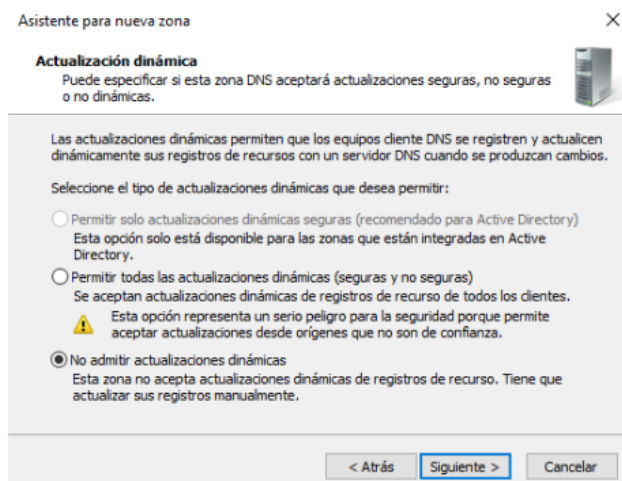 Asistente para nueva zona
Actualización dinámica
Puede especificar si esta zona DNS aceptará actualizaciones seguras, no seguras
o no dinámicas.
Las actualizaciones dinámicas permiten que los equipos cliente DNS se registren y actualicen
dinámicamente sus registros de recursos con un servidor DNS cuando se produzcan cambios.
Seleccione el tipo de actualizaciones dinámicas que desea permitir:
Permitir solo actualizaciones dinámicas seguras (recomendado para Active Directory)
Esta opción solo está disponible para las zonas que están integradas en Active
Directory.
Permitir todas las actualizaciones dinámicas (seguras y no seguras)
Se aceptan actualizaciones dinámicas de registros de recurso de todos los clientes.
Esta opción representa un serio peligro para la seguridad porque permite
aceptar actualizaciones desde orígenes que no son de confianza.
No admitir actualizaciones dinámicas
Esta zona no acepta actualizaciones dinámicas de registros de recurso. Tiene que
actualizar sus registros manualmente.
< Atrás Siguiente > Cancelar